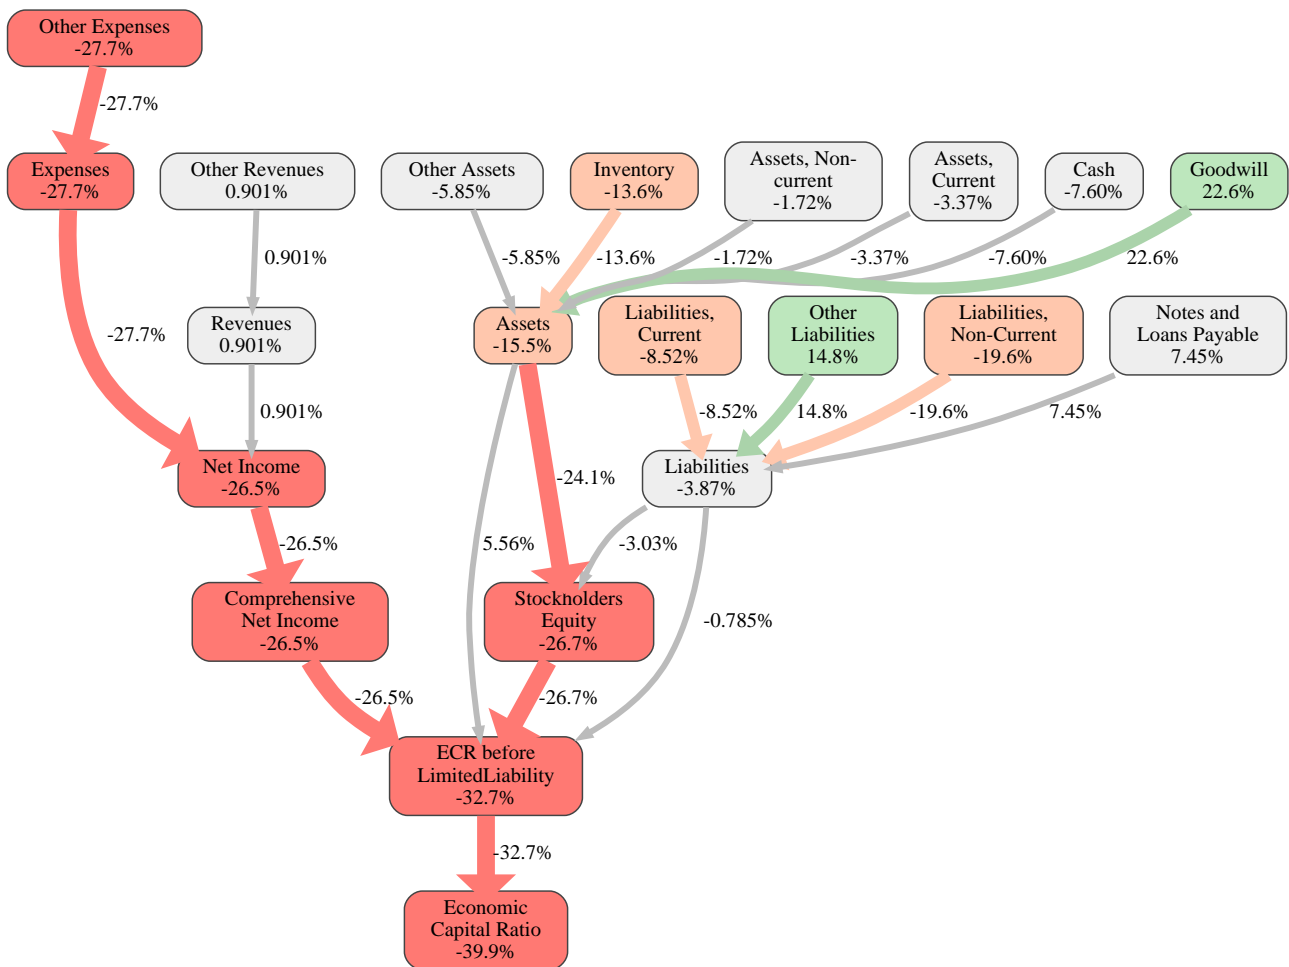 Other Expenses
-27.7%
-27.7%
Expenses
-27.7%
Other Revenues
0.901%
Other Assets
-5.85%
Inventory
-13.6%
Assets, Non-
current
-1.72%
Assets,
Current
-3.37%
Cash
-7.60%
Goodwill
22.6%
0.901%
-5.85%
-13.6%
-1.72%
-3.37%
-7.60%
22.6%
-27.7%
Revenues
0.901%
Assets
-15.5%
Liabilities,
Current
-8.52%
Other
Liabilities
14.8%
Liabilities,
Non-Current
-19.6%
Notes and
Loans Payable
7.45%
0.901%
-8.52%
14.8%
-19.6%
7.45%
Net Income
-26.5%
-24.1%
Liabilities
-3.87%
-26.5%
5.56%
-3.03%
Comprehensive
Net Income
-26.5%
Stockholders
Equity
-26.7%
-0.785%
-26.5%
-26.7%
ECR before
LimitedLiability
-32.7%
-32.7%
Economic
Capital Ratio
-39.9%